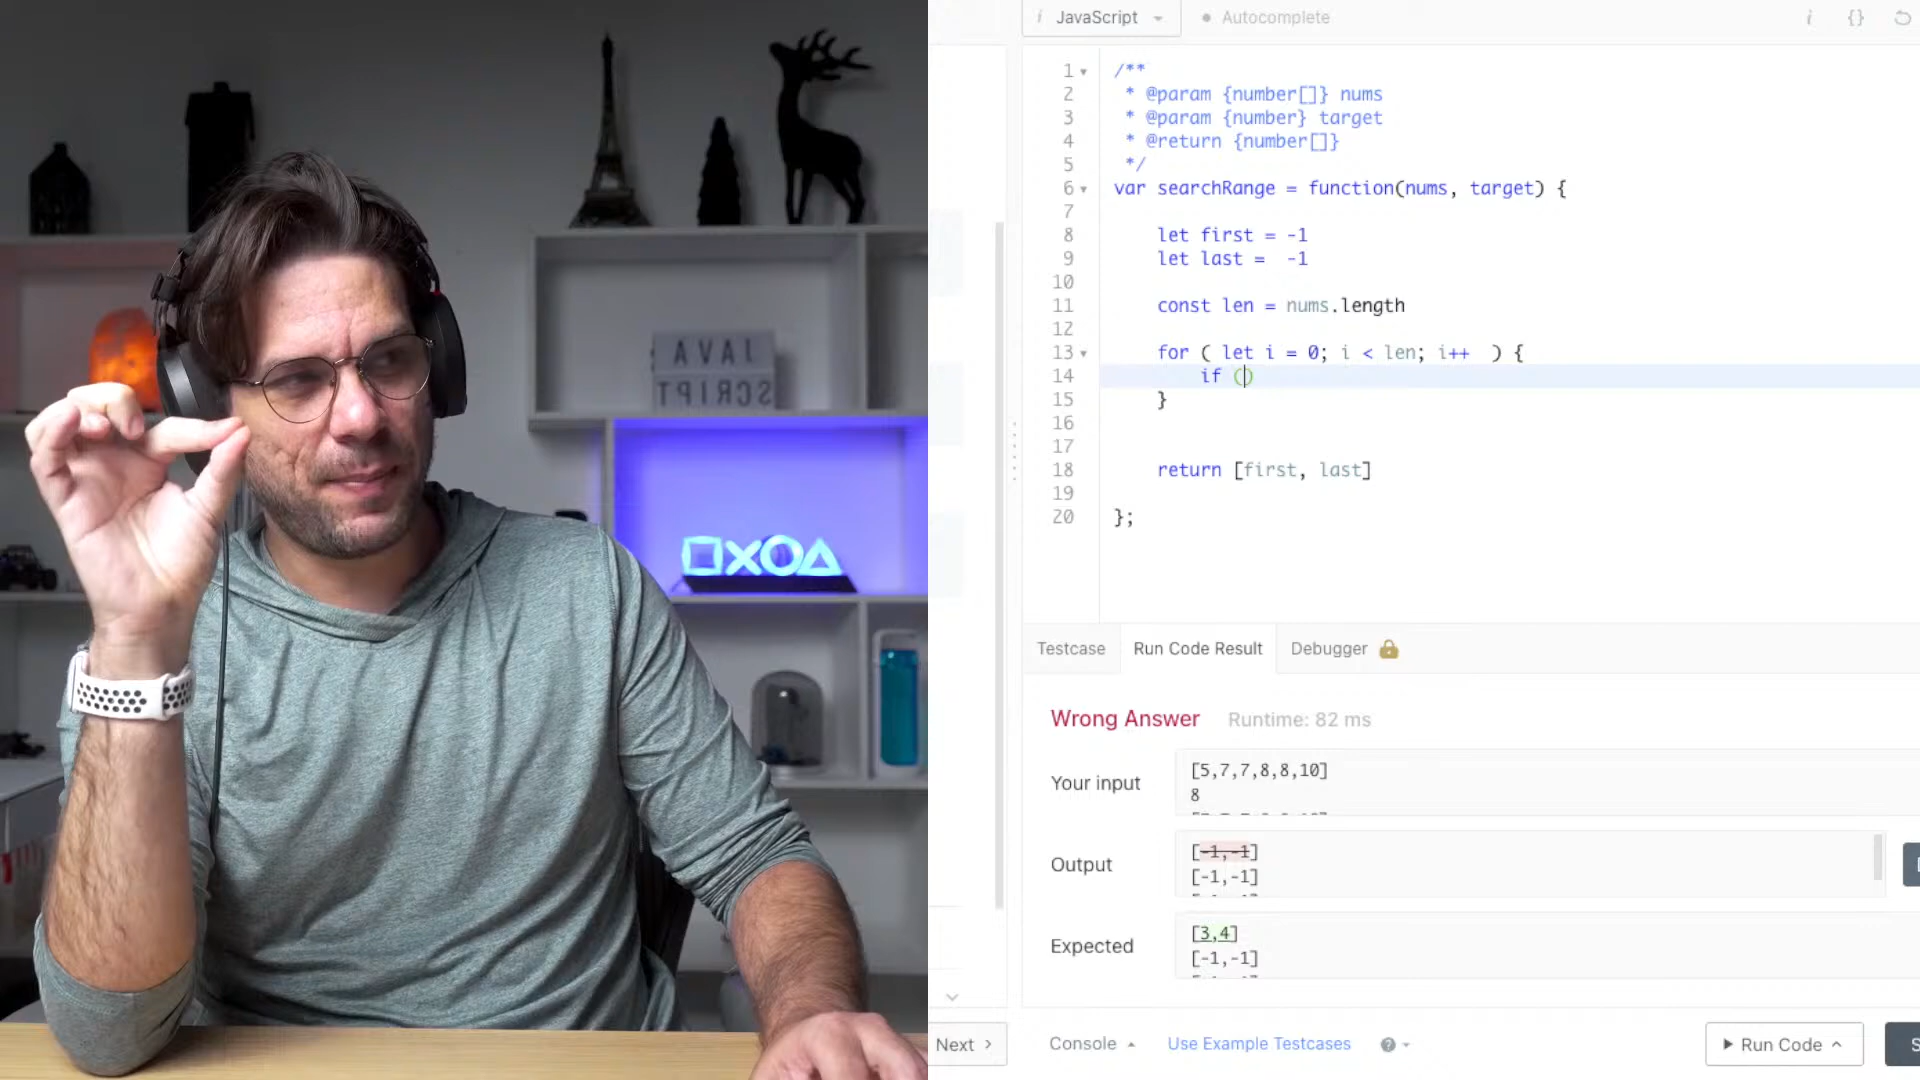 JAVA
SCRIPT
JavaScript
Autocomplete
i {}
1 /**
2  * @param {number[]} nums
3  * @param {number} target
4  * @return {number[]}
5  */
6 var searchRange = function(nums, target) {
7
8     let first = -1
9     let last =  -1
10
11     const len = nums.length
12
13     for ( let i = 0; i < len; i++  ) {
14         if ()
15     }
16
17
18     return [first, last]
19
20 };
Testcase
Run Code Result
Debugger
Wrong Answer
Runtime: 82 ms
Your input
[5,7,7,8,8,10]
8
Output
[-1,-1]
[-1,-1]
Expected
[3,4]
[-1,-1]
Next >
Console
Use Example Testcases
?
Run Code
S